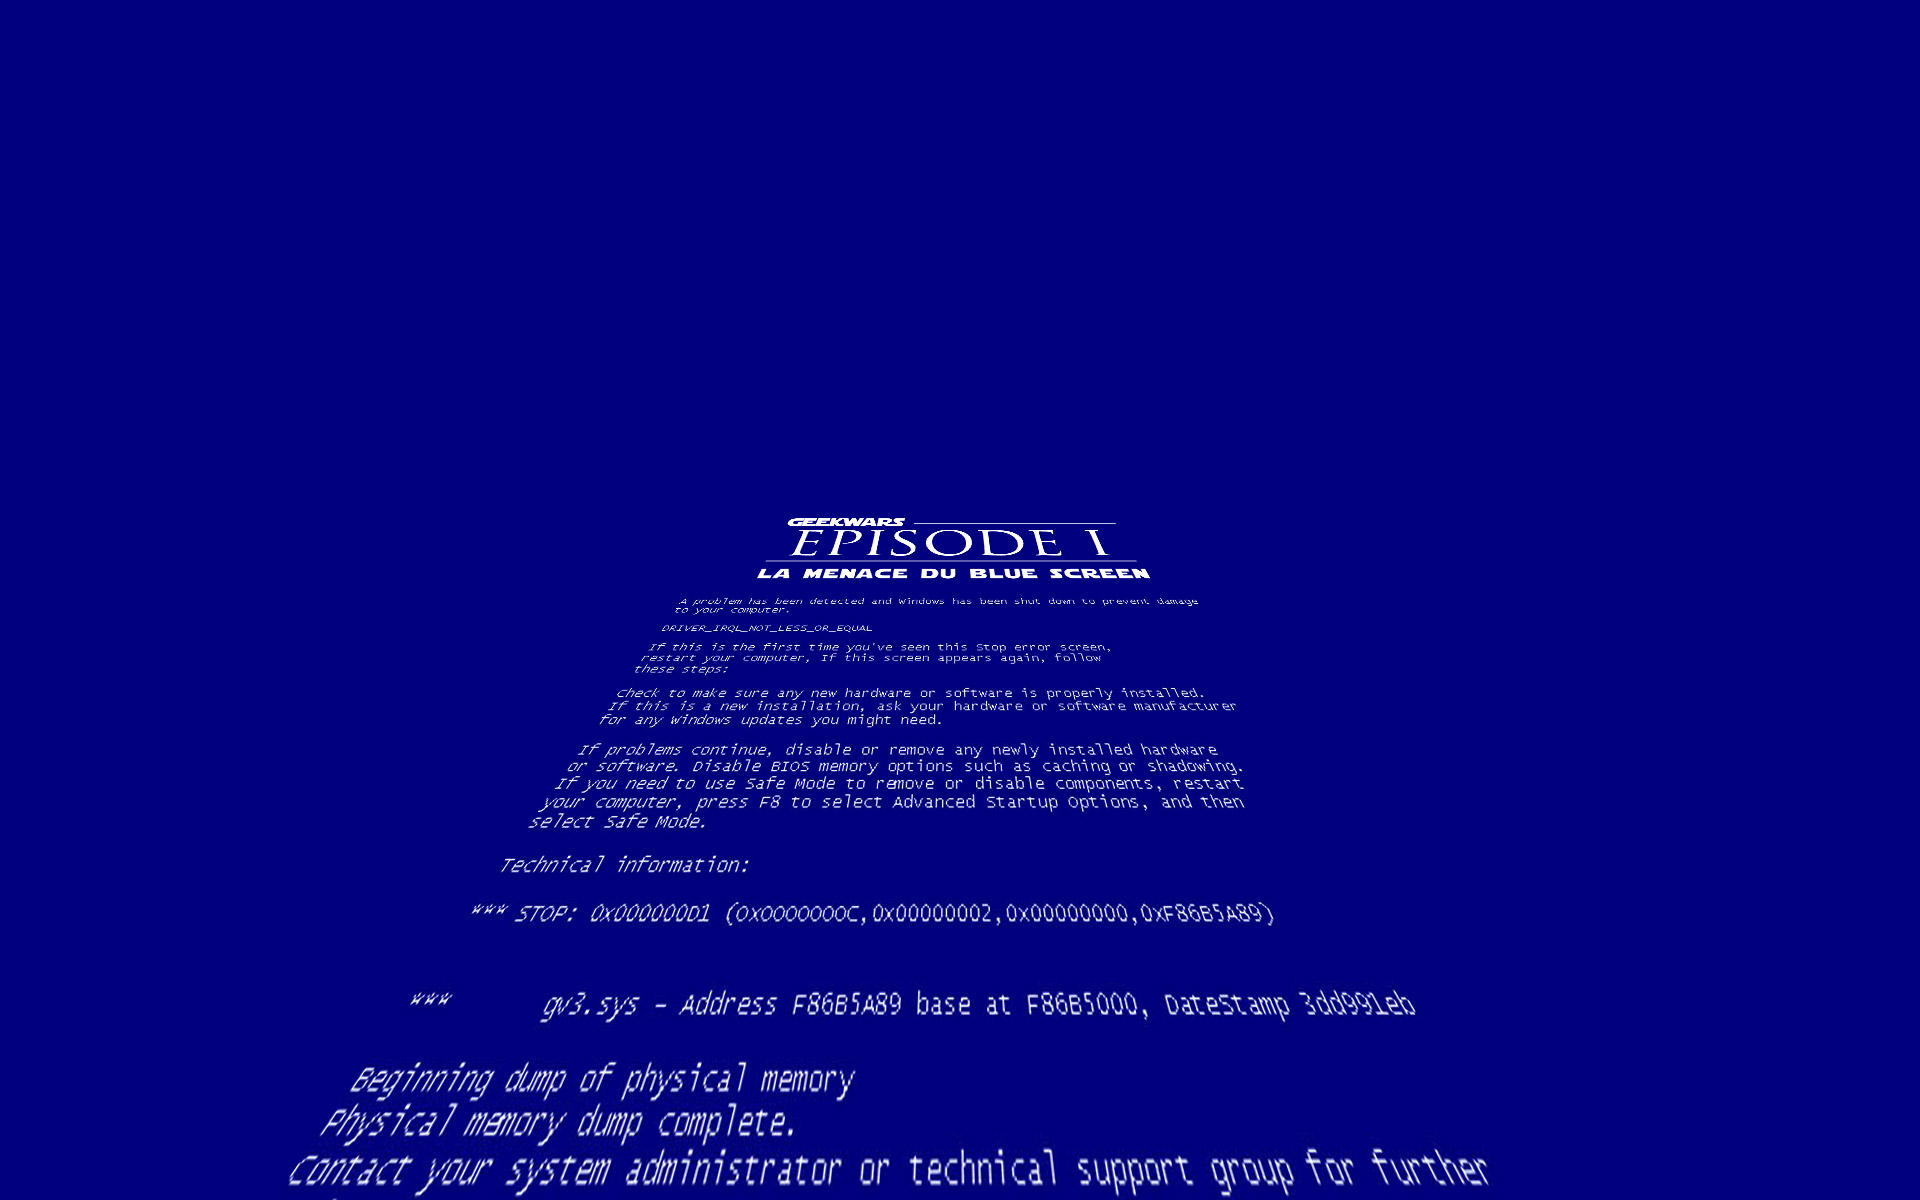 GEEKWARS
EPISODE I
LA MENACE DU BLUE SCREEN
A problem has been detected and Windows has been shut down to prevent damage
to your computer.
DRIVER_IRQL_NOT_LESS_OR_EQUAL
If this is the first time you've seen this Stop error screen,
restart your computer, If this screen appears again, follow
these steps:
Check to make sure any new hardware or software is properly installed.
If this is a new installation, ask your hardware or software manufacturer
for any Windows updates you might need.
If problems continue, disable or remove any newly installed hardware
or software. Disable BIOS memory options such as caching or shadowing.
If you need to use Safe Mode to remove or disable components, restart
your computer, press F8 to select Advanced Startup Options, and then
select Safe Mode.
Technical information:
*** STOP: 0x000000D1 (0x0000000C,0x00000002,0x00000000,0xF86B5A89)
*** gv3.sys - Address F86B5A89 base at F86B5000, DateStamp 3dd991eb
Beginning dump of physical memory
Physical memory dump complete.
Contact your system administrator or technical support group for further